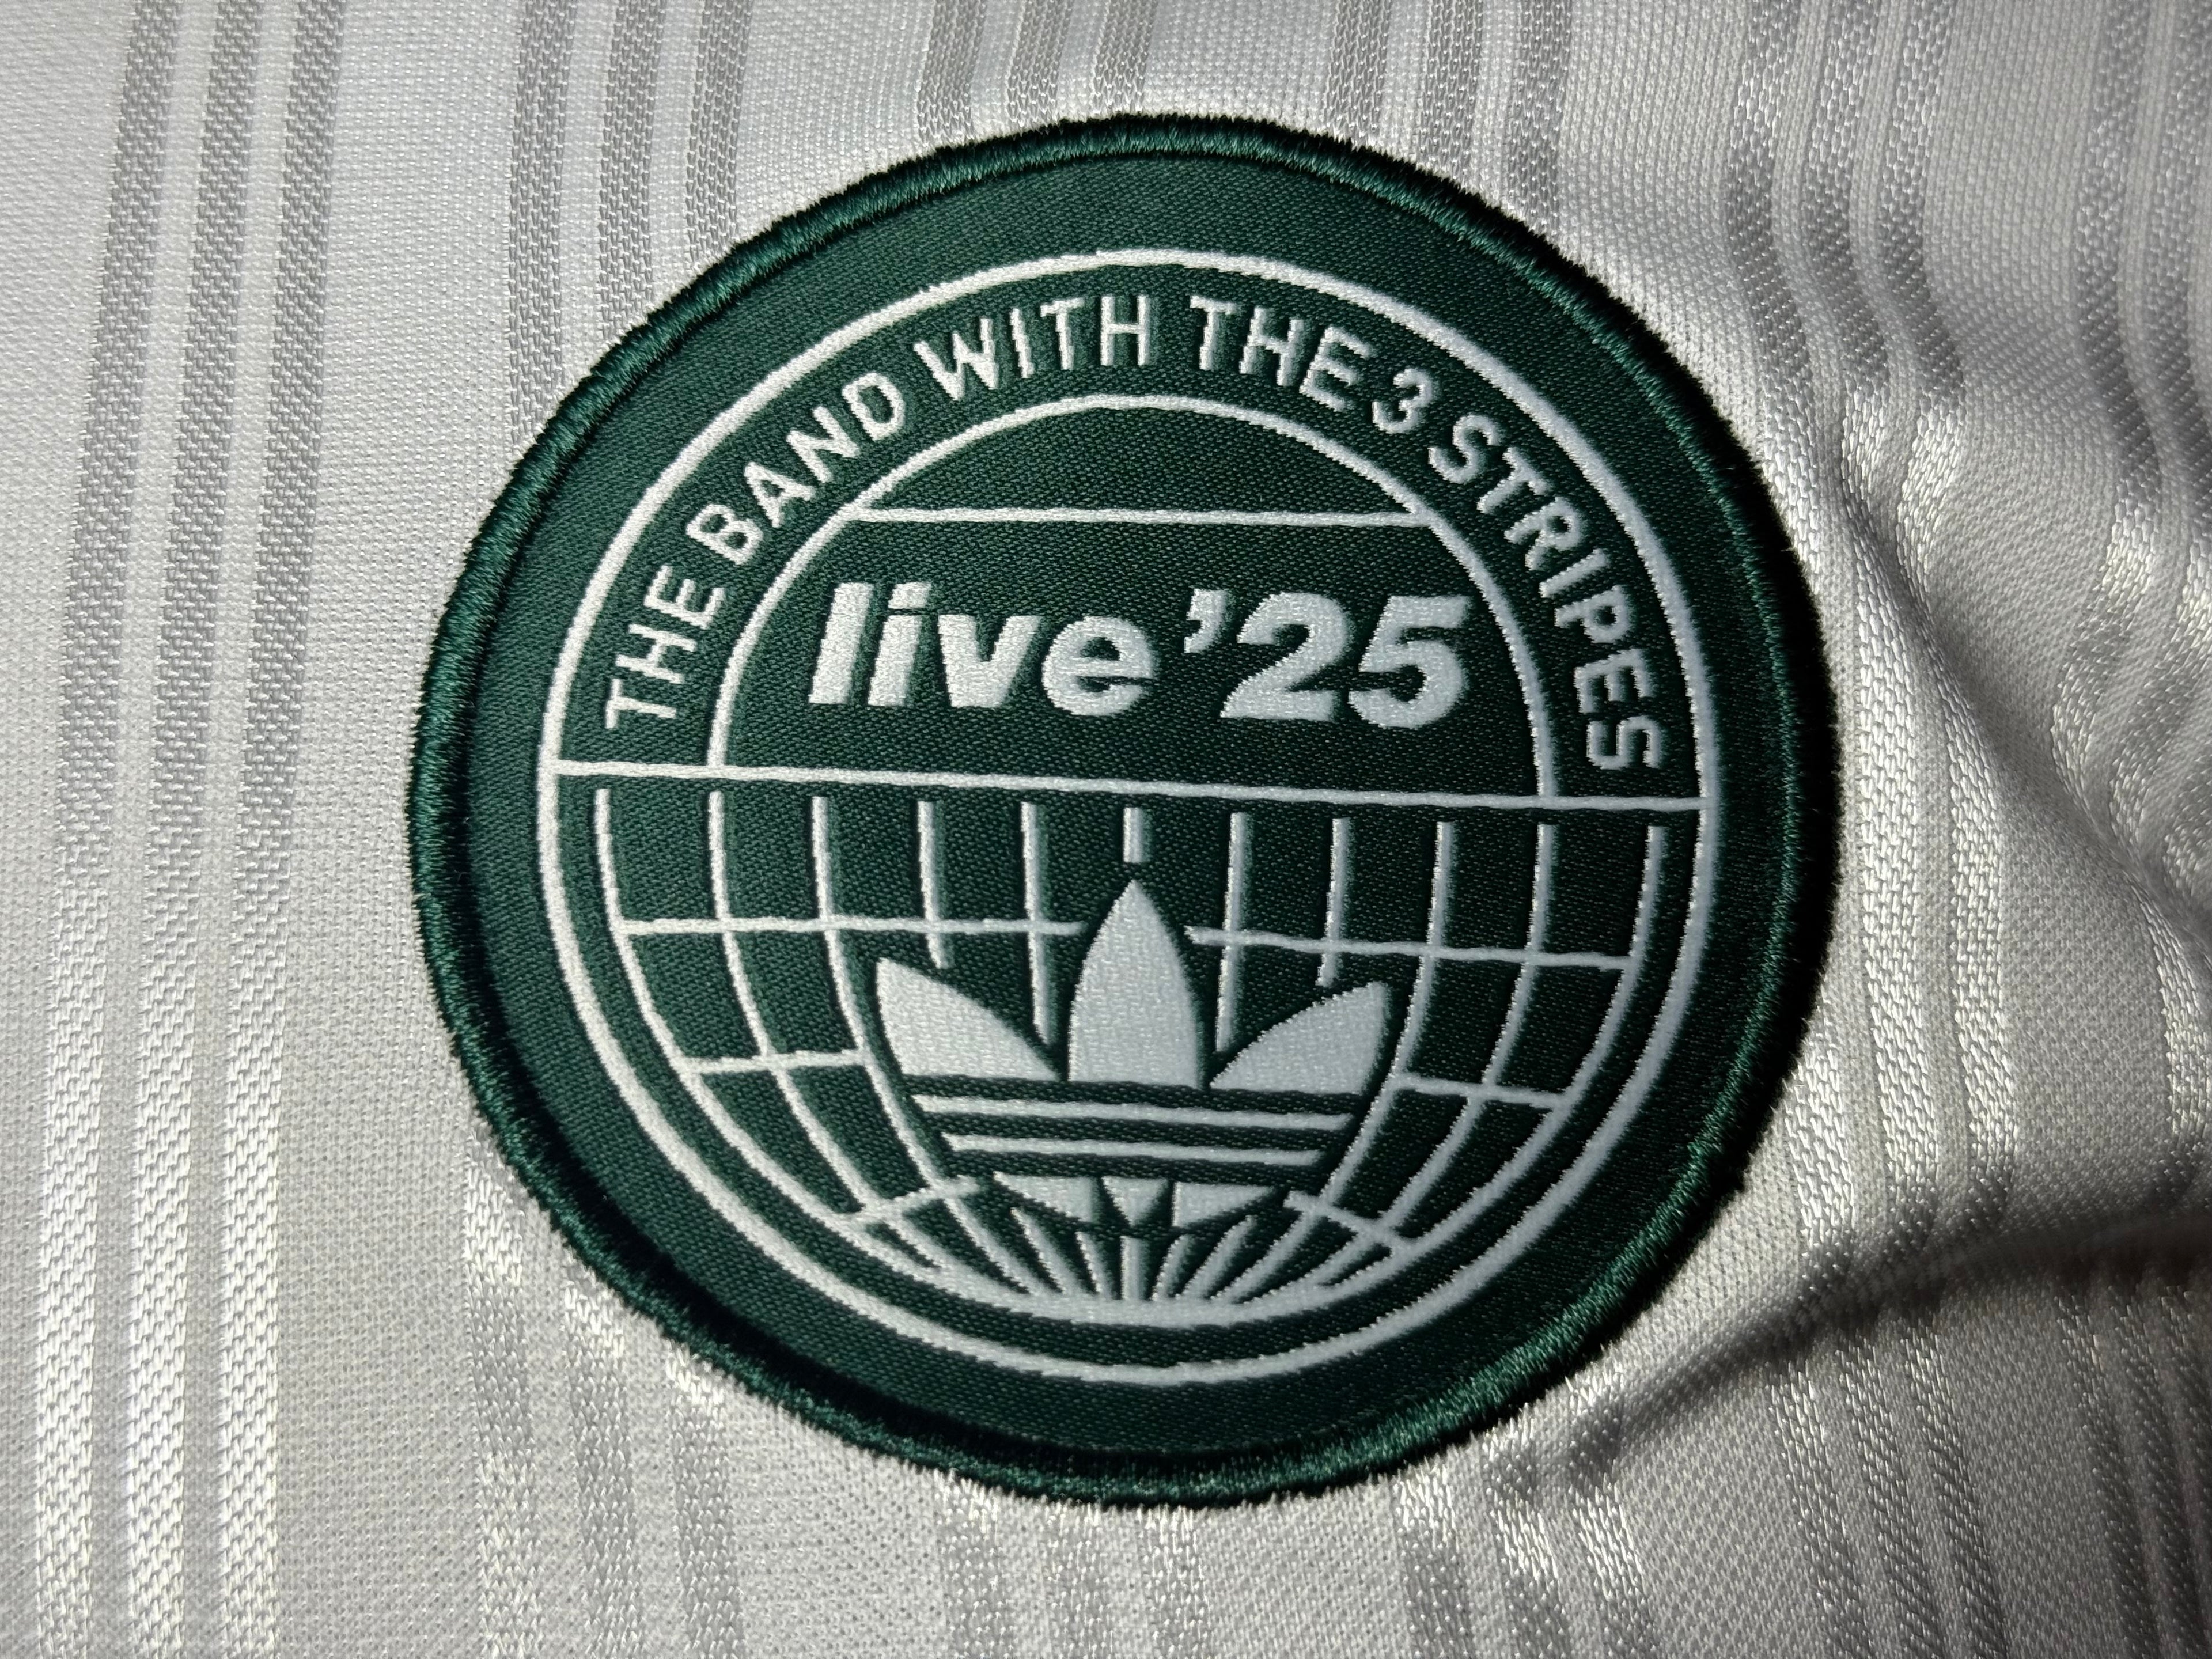 THE BAND WITH THE 3 STRIPES
live '25